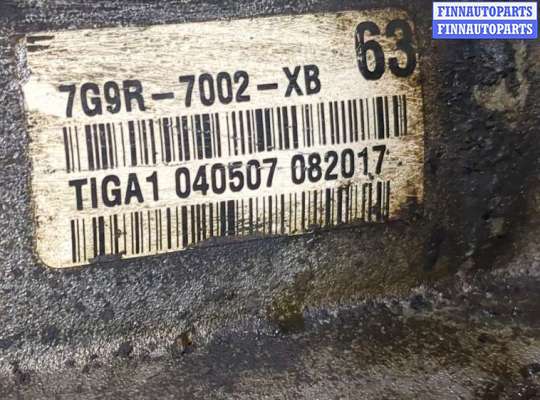 FINNAUTOPARTS
FINNAUTOPARTS
63
7G9R-7002-XB
TIGA1 040507 082017